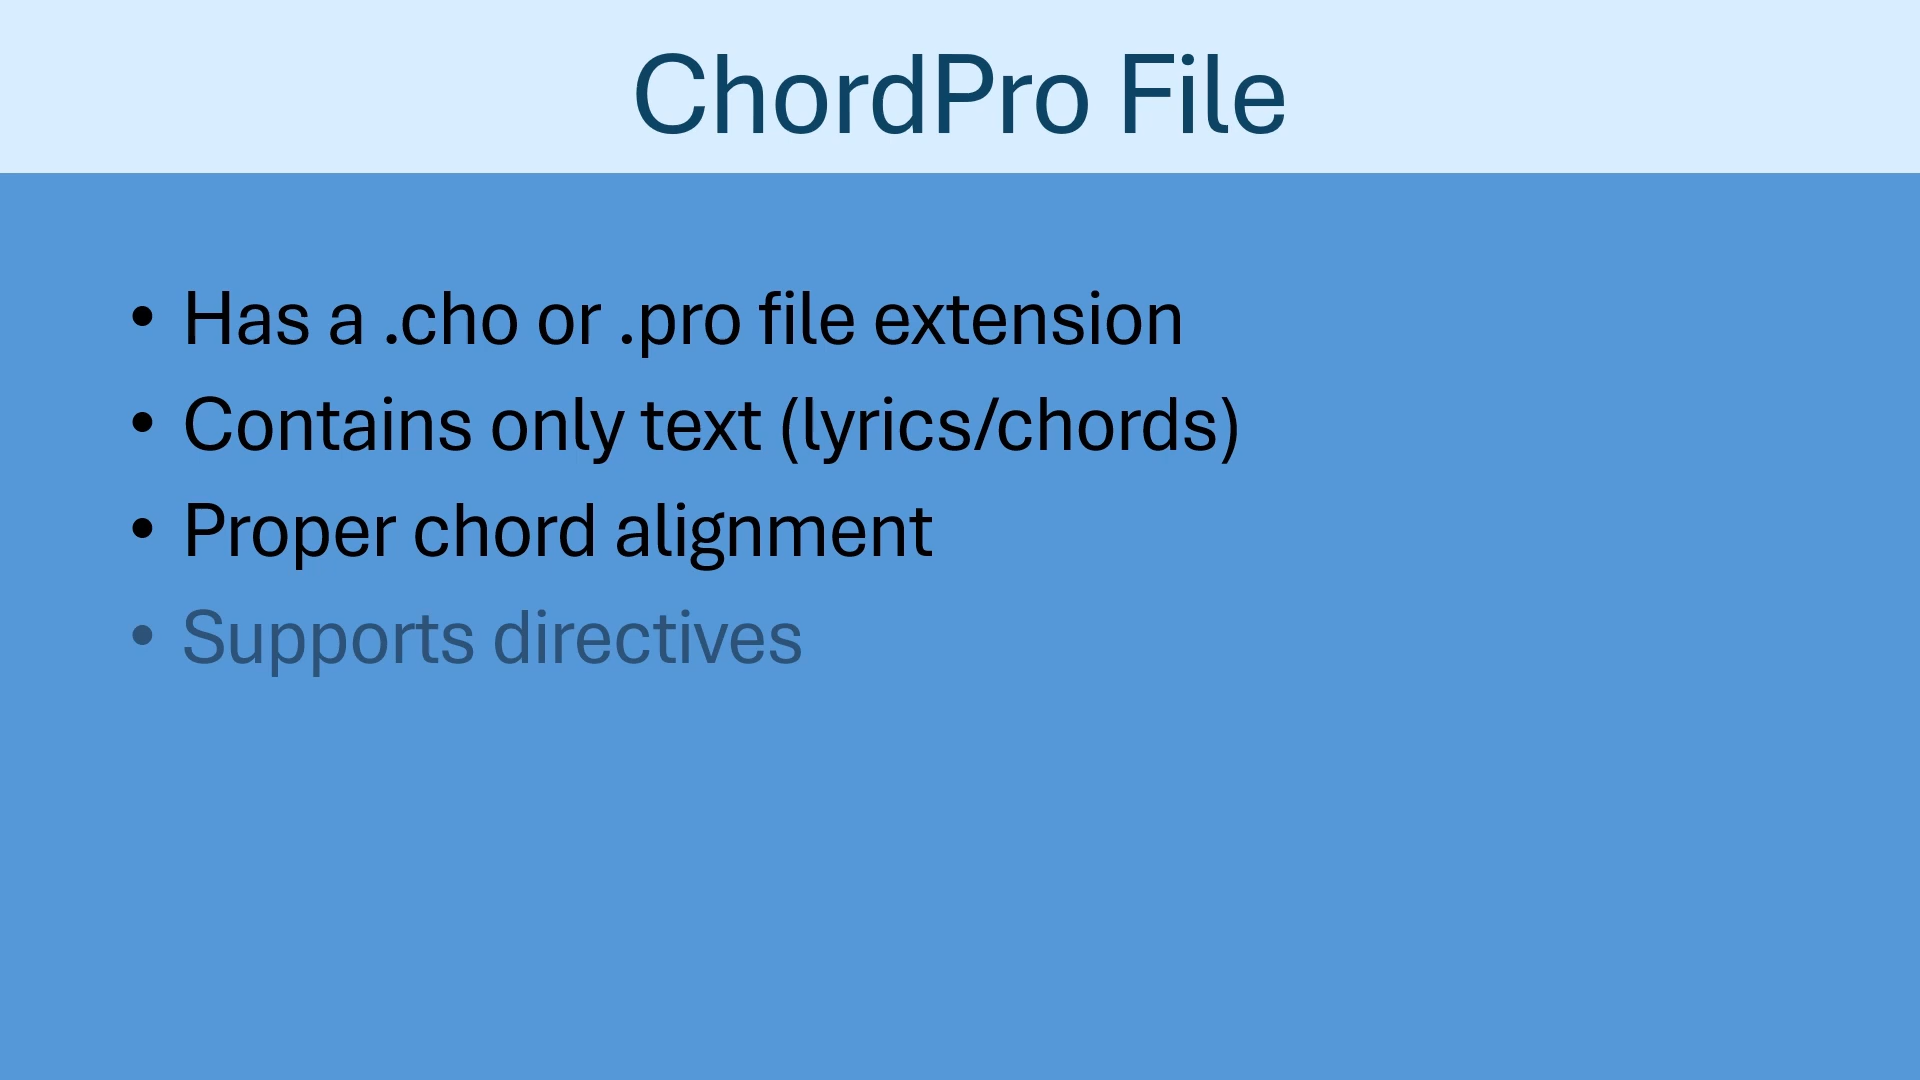 ChordPro File
• Has a .cho or .pro file extension
• Contains only text (lyrics/chords)
• Proper chord alignment
• Supports directives